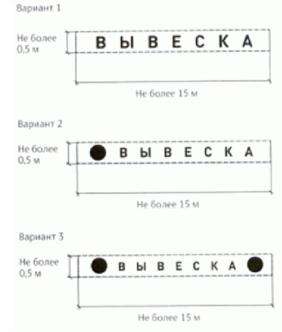 Вариант 1
Не более
0,5 м
ВЫВЕСКА
Не более 15 м
Вариант 2
Не более
0,5 м
ВЫВЕСКА
Не более 15 м
Вариант 3
Не более
0,5 м
ВЫВЕСКА
Не более 15 м